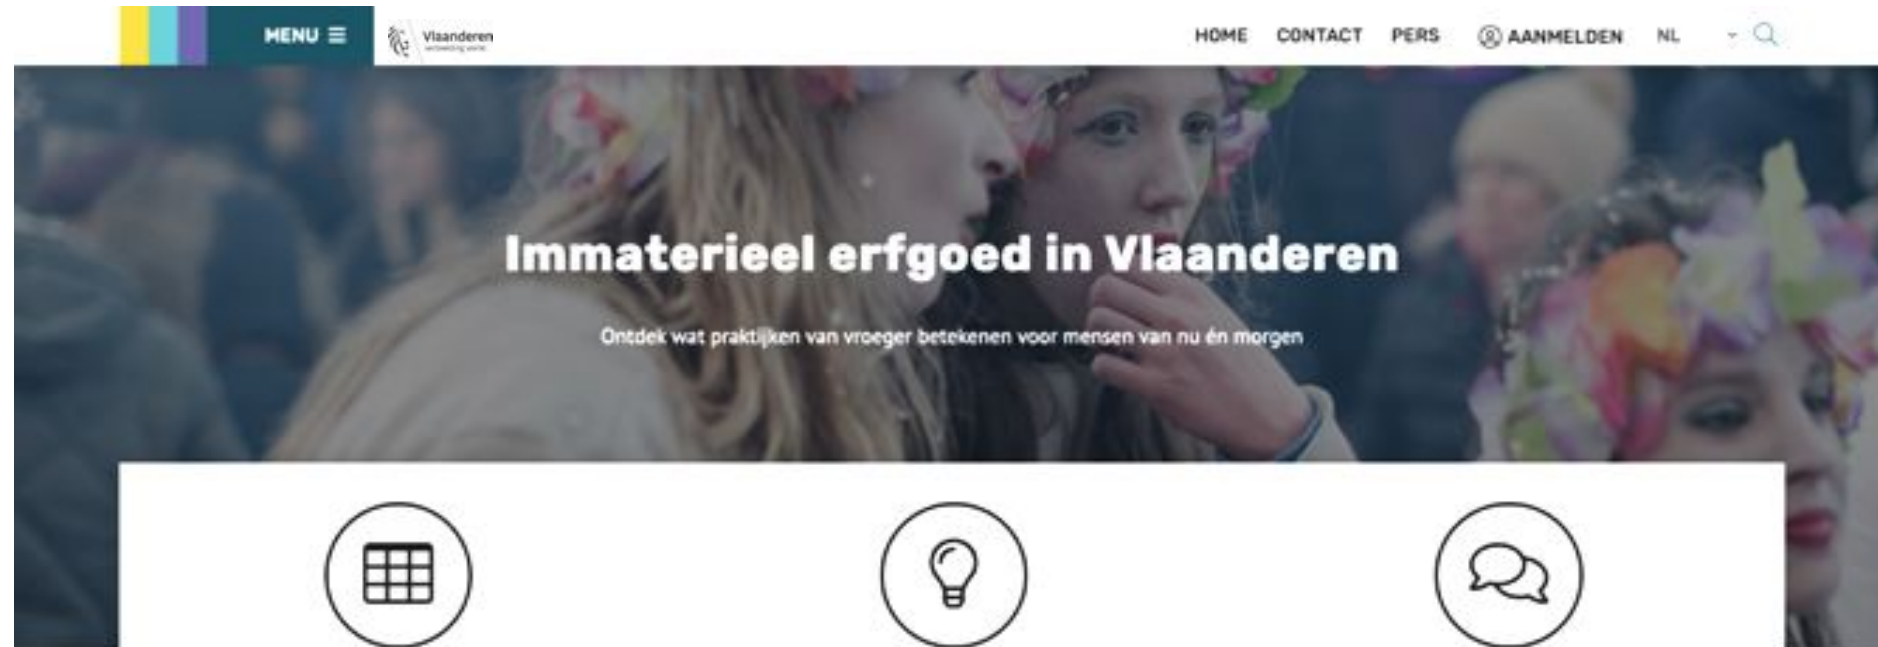 MENU
Vlaanderen
HOME CONTACT PERS AANMELDEN NL
Immaterieel erfgoed in Vlaanderen
Ontdek wat praktijken van vroeger betekenen voor mensen van nu én morgen